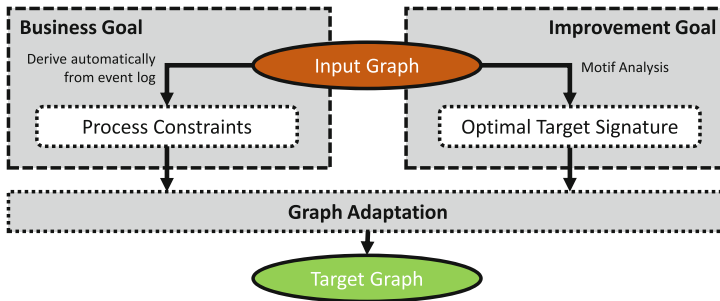 Business Goal
Improvement Goal
Derive automatically
from event log
Input Graph
Motif Analysis
Process Constraints
Optimal Target Signature
Graph Adaptation
Target Graph